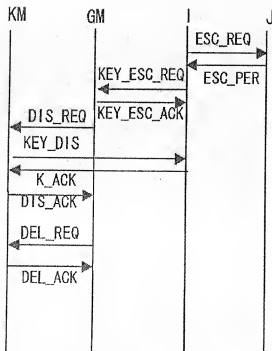 KM GM I J
ESC_REQ
ESC_PER
KEY_ESC_REQ
KEY_ESC_ACK
DIS_REQ
KEY_DIS
K_ACK
DIS_ACK
DEL_REQ
DEL_ACK